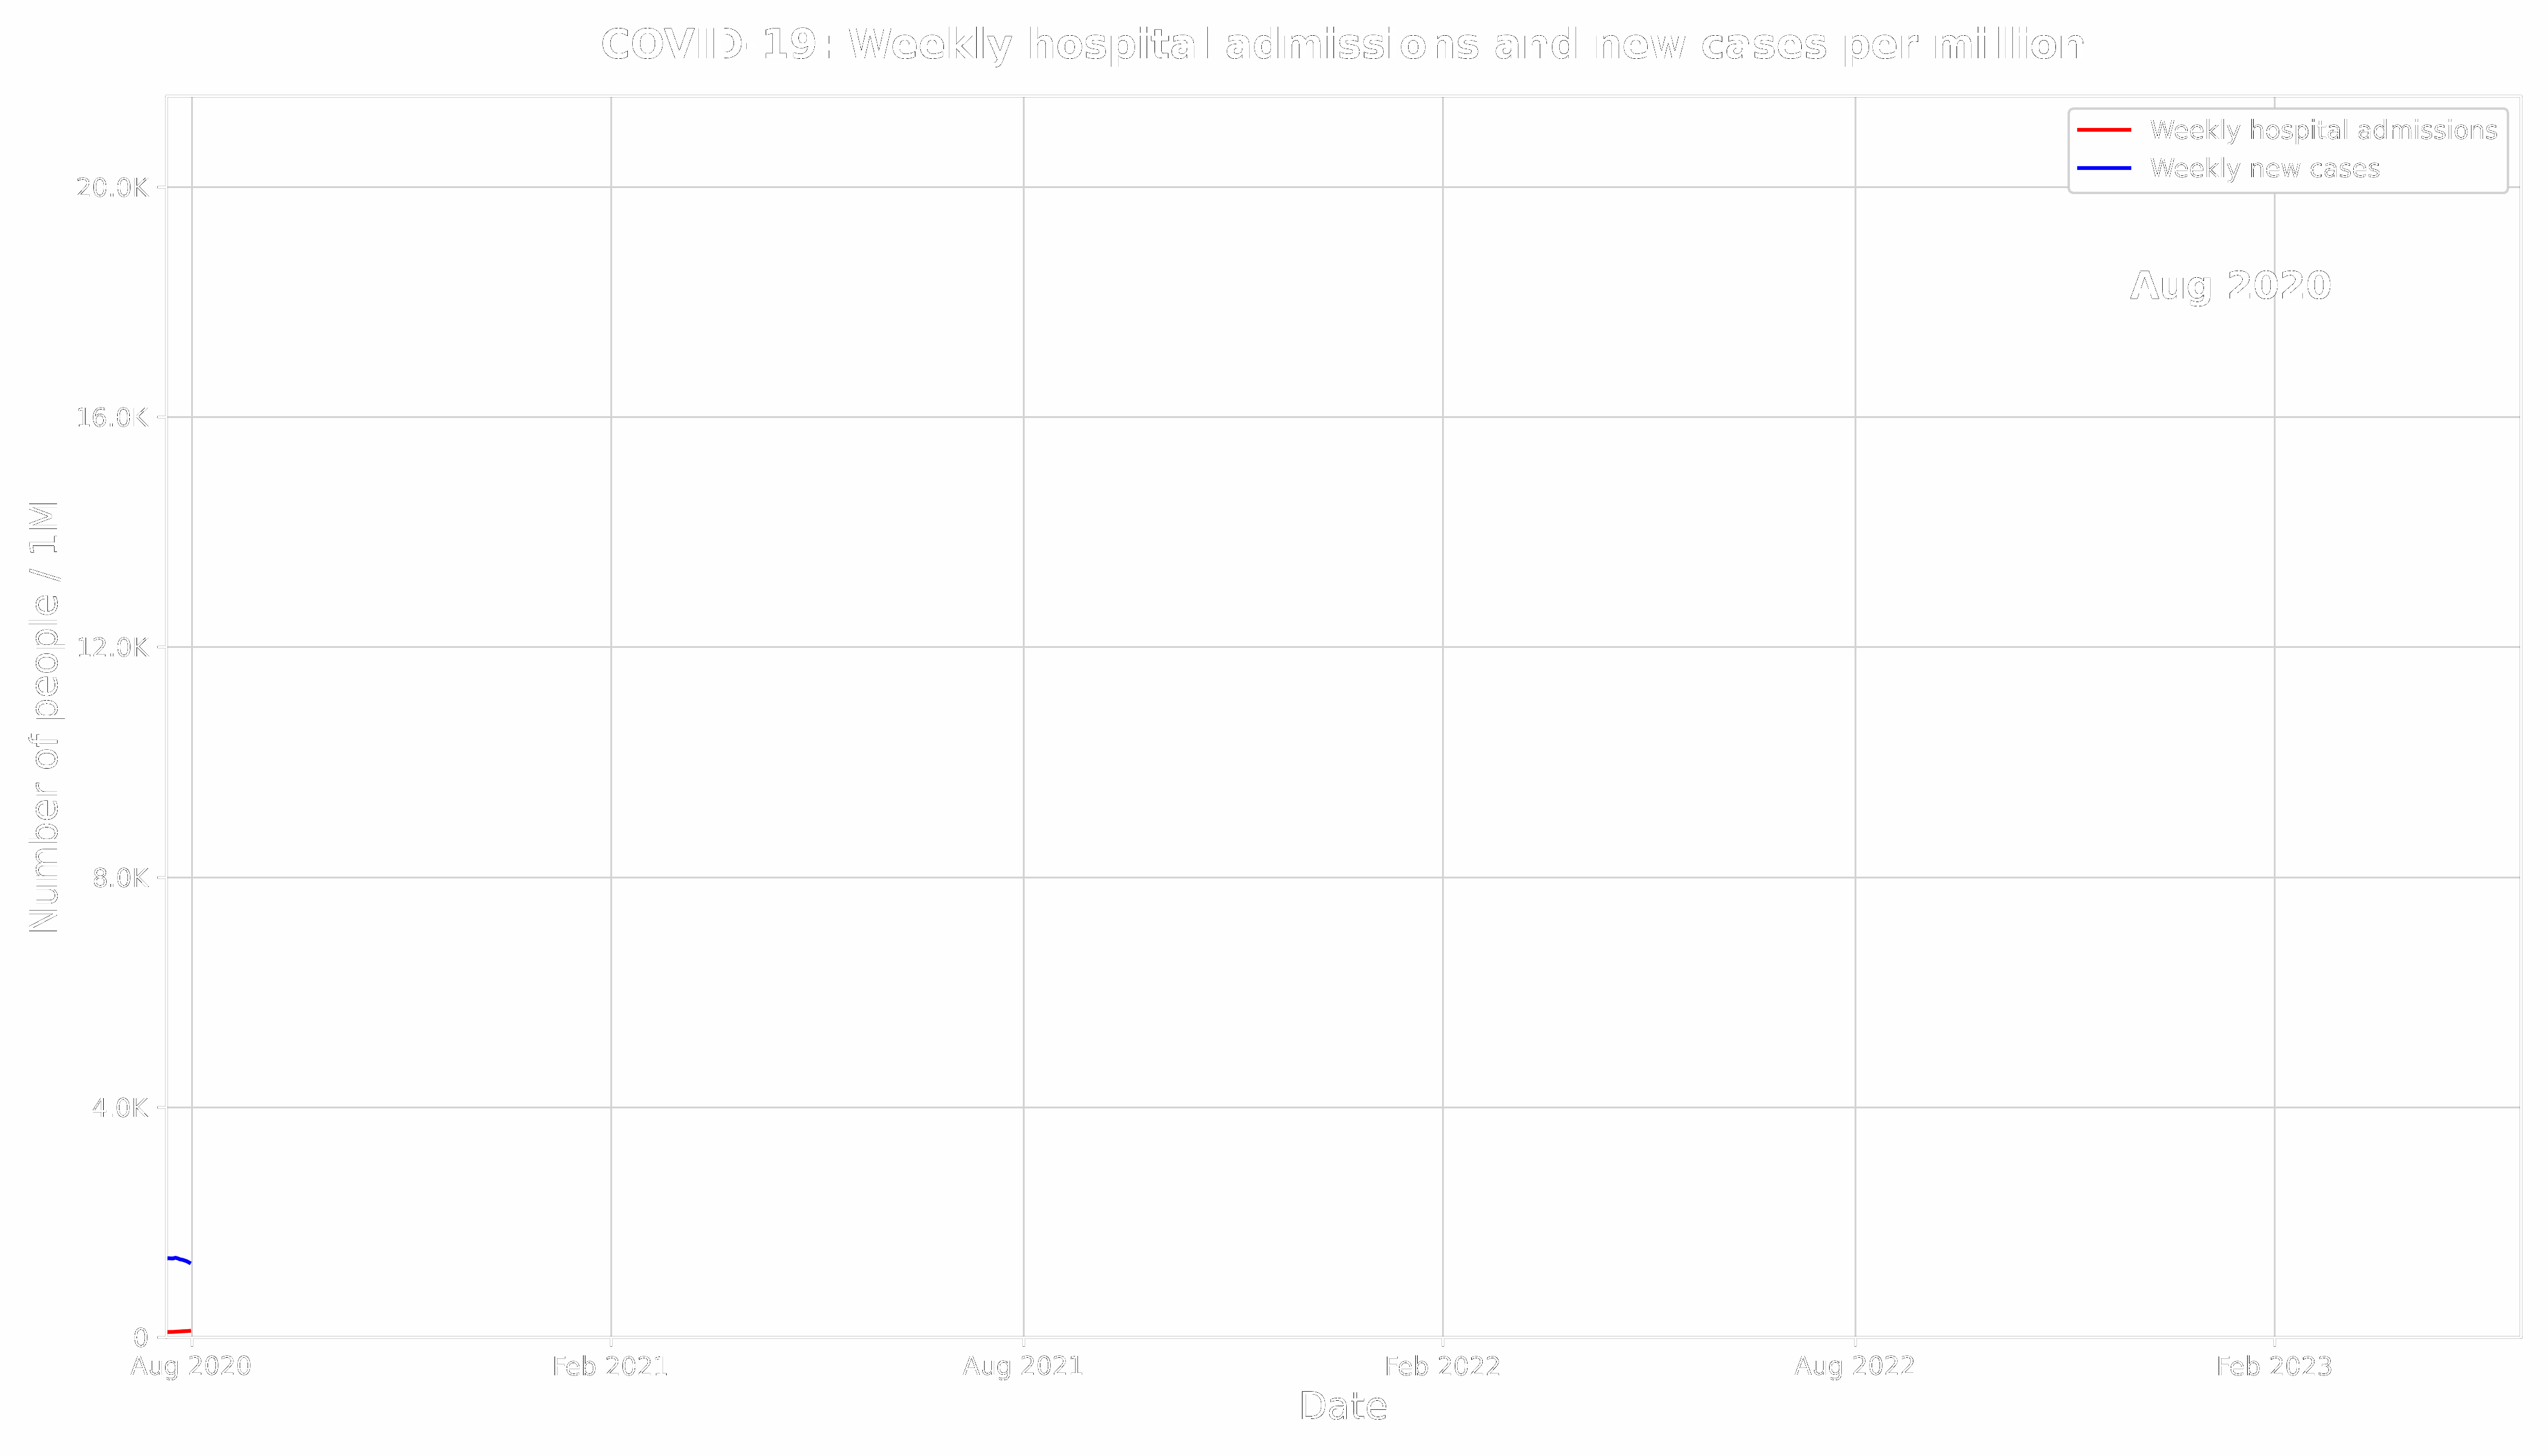 COVID-19: Weekly hospital admissions and new cases per million
Weekly hospital admissions
Weekly new cases
Aug 2020
Number of people / 1M
20.0K
16.0K
12.0K
8.0K
4.0K
0
Aug 2020
Feb 2021
Aug 2021
Feb 2022
Aug 2022
Feb 2023
Date